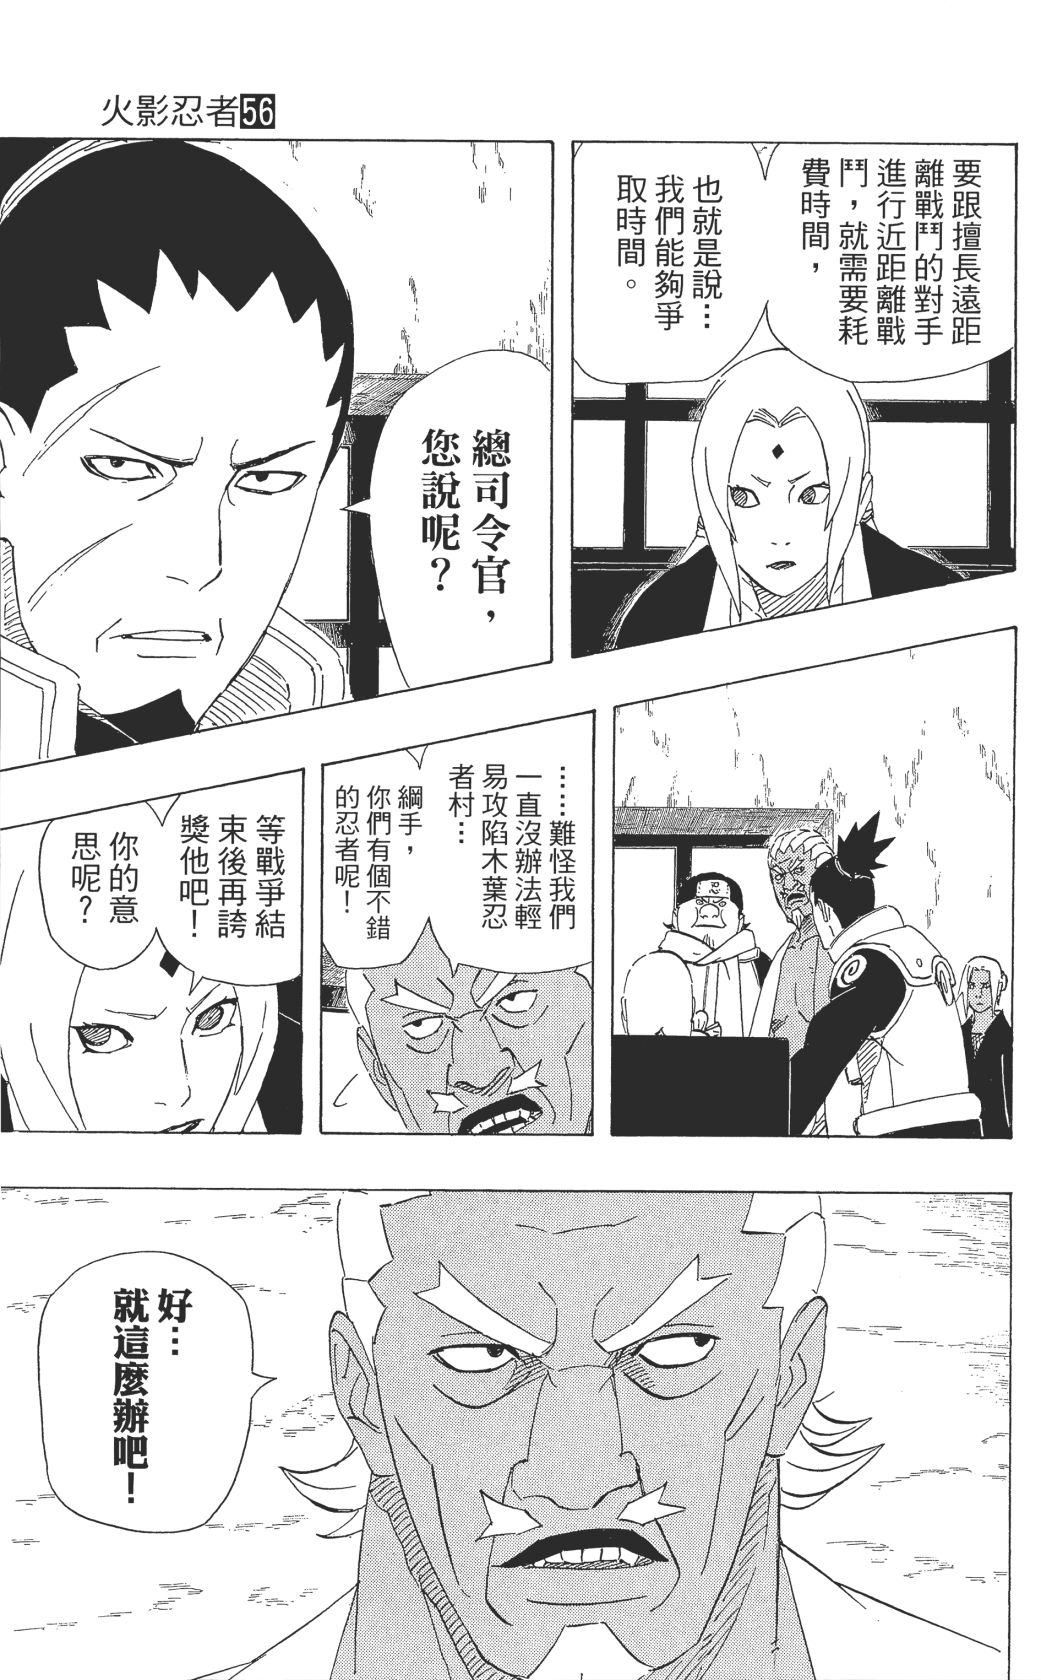 火影忍者56
要跟擅長遠距
離戰鬥的對手
進行近距離戰
鬥，就需要耗
費時間，
也就是說…
我們能夠爭
取時間。
總司令官，
您說呢？
……難怪我們
一直沒辦法輕
易攻陷木葉忍
者村…
綱手，
你們有個不錯
的忍者呢！
等戰爭結
束後再誇
獎他吧！
你的意
思呢？
好…
就這麼辦吧！
忍